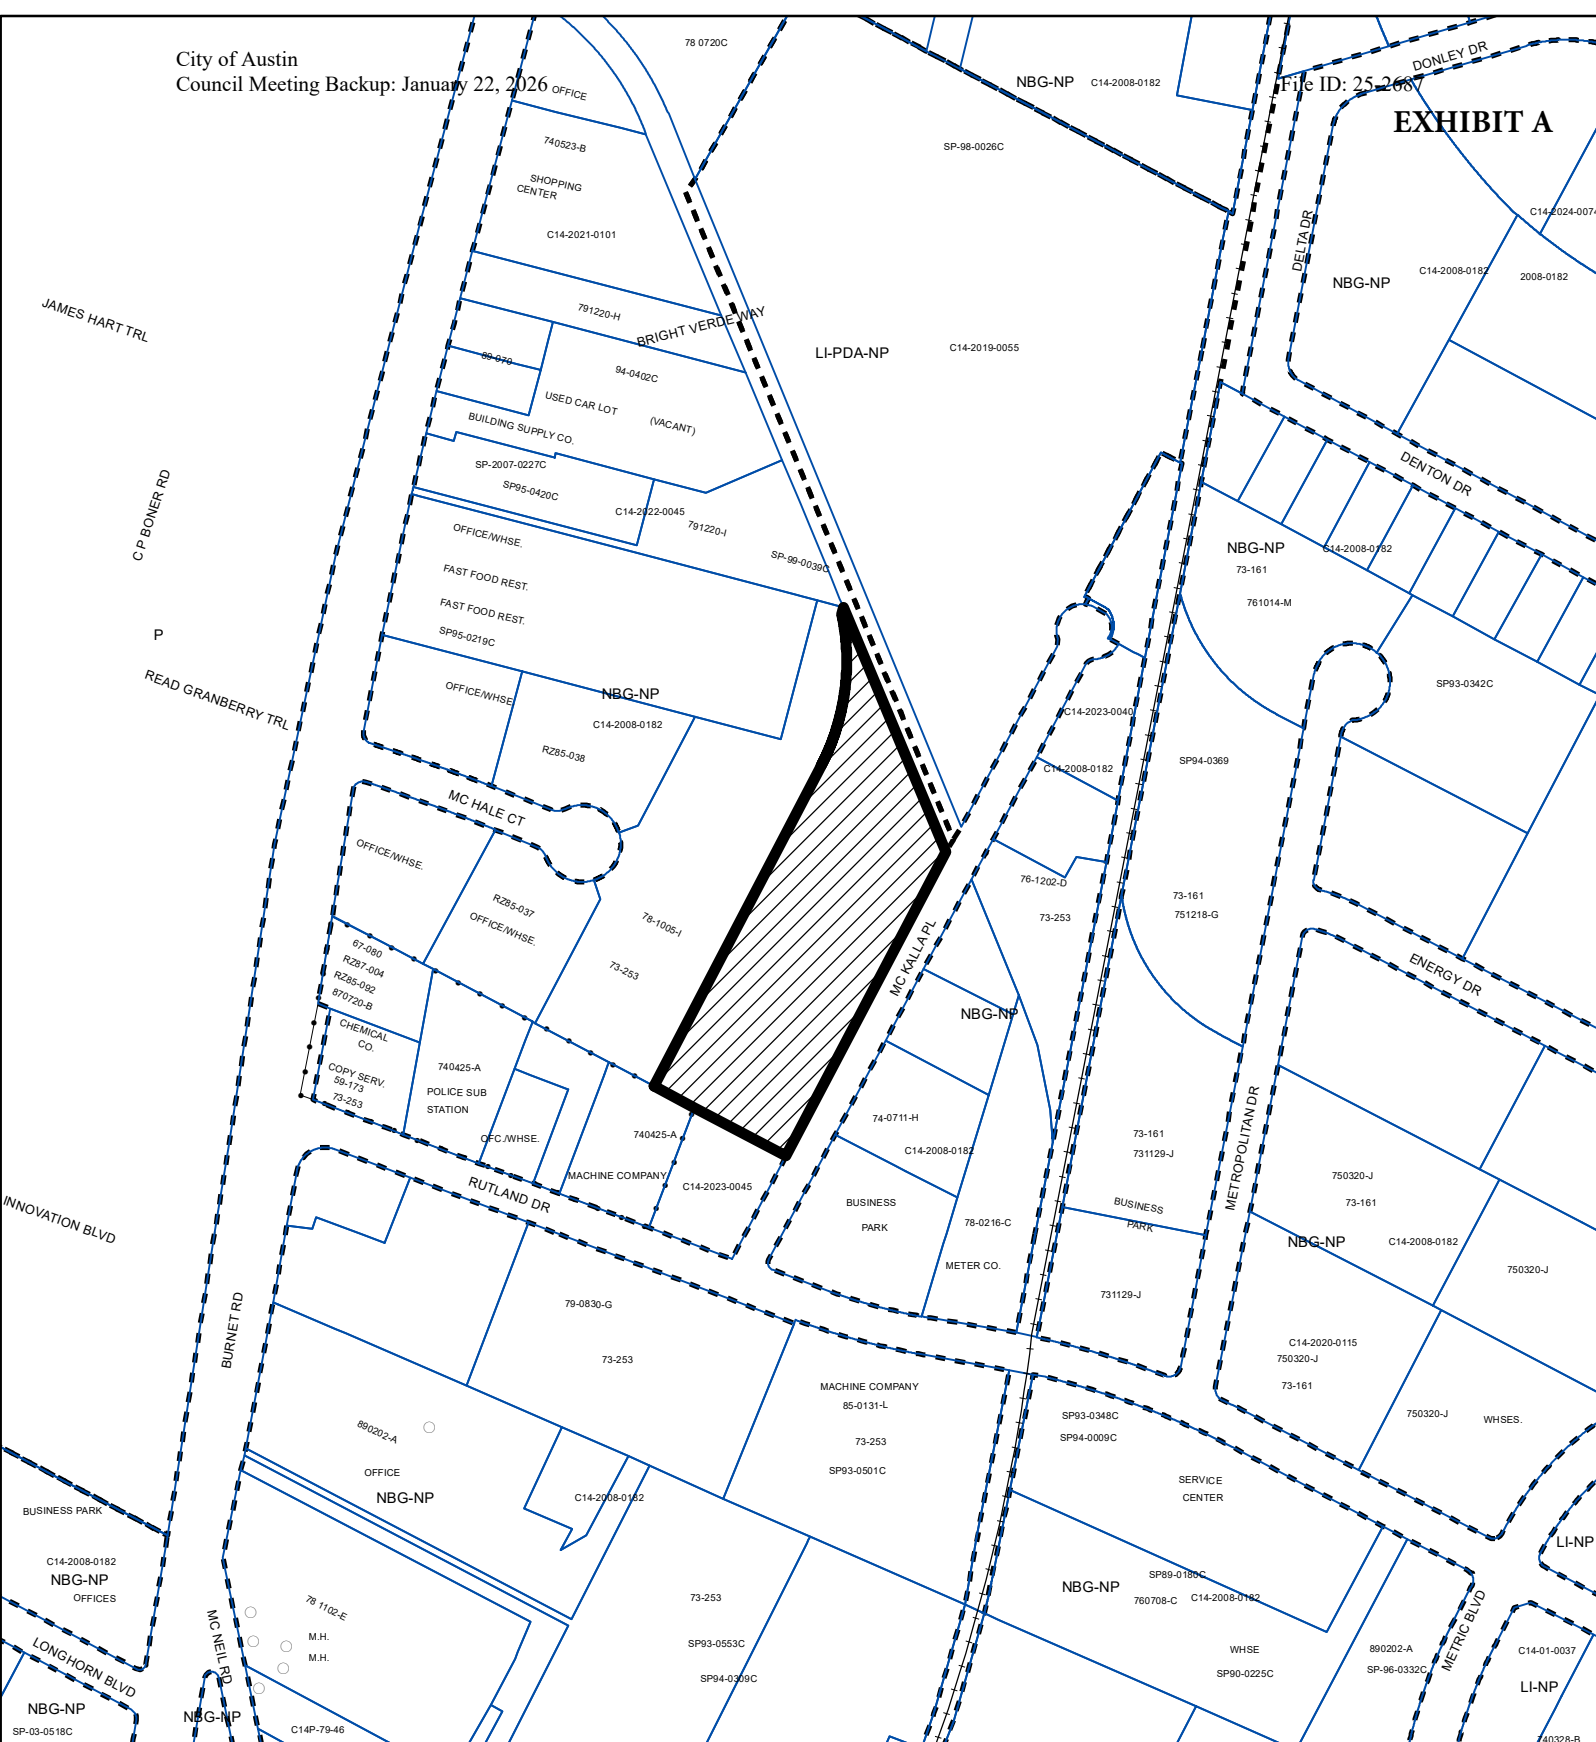 City of Austin
Council Meeting Backup: January 22, 2026
File ID: 25-2687
EXHIBIT A
78 0720C
NBG-NP
C14-2008-0182
DONLEY DR
OFFICE
740523-B
SHOPPING
CENTER
C14-2021-0101
SP-98-0026C
C14-2024-0074
DELTA DR
NBG-NP
C14-2008-0182
2008-0182
JAMES HART TRL
791220-H
BRIGHT VERDE WAY
LI-PDA-NP
C14-2019-0055
89-070
94-0402C
USED CAR LOT
(VACANT)
BUILDING SUPPLY CO.
SP-2007-0227C
SP95-0420C
C14-2022-0045
791220-I
SP-99-0039C
DENTON DR
C P BONER RD
OFFICE/WHSE.
FAST FOOD REST.
FAST FOOD REST.
SP95-0219C
NBG-NP
C14-2008-0182
73-161
761014-M
P
READ GRANBERRY TRL
OFFICE/WHSE
NBG-NP
C14-2008-0182
RZ85-038
C14-2023-0040
SP93-0342C
C14-2008-0182
SP94-0369
MC HALE CT
OFFICE/WHSE.
RZ85-037
OFFICE/WHSE.
78-1005-I
73-253
76-1202-D
73-253
73-161
751218-G
67-080
RZ87-004
RZ85-092
870720-B
CHEMICAL
CO.
COPY SERV.
59-173
73-253
MC KALLA PL
NBG-NP
ENERGY DR
740425-A
POLICE SUB
STATION
OFC./WHSE.
740425-A
MACHINE COMPANY
C14-2023-0045
74-0711-H
C14-2008-0182
73-161
731129-J
METROPOLITAN DR
750320-J
73-161
RUTLAND DR
BUSINESS
PARK
78-0216-C
BUSINESS
PARK
METER CO.
NBG-NP
C14-2008-0182
750320-J
INNOVATION BLVD
BURNET RD
79-0830-G
73-253
731129-J
C14-2020-0115
750320-J
73-161
MACHINE COMPANY
85-0131-L
73-253
SP93-0501C
SP93-0348C
SP94-0009C
750320-J
WHSES.
890202-A
OFFICE
NBG-NP
C14-2008-0182
SERVICE
CENTER
BUSINESS PARK
C14-2008-0182
NBG-NP
OFFICES
LI-NP
NBG-NP
SP89-0180C
760708-C
C14-2008-0182
78 1102-E
M.H.
M.H.
MC NEIL RD
73-253
SP93-0553C
SP94-0309C
WHSE
SP90-0225C
890202-A
SP-96-0332C
METRIC BLVD
C14-01-0037
LI-NP
LONGHORN BLVD
NBG-NP
SP-03-0518C
NBG-NP
C14P-79-46
740328-B